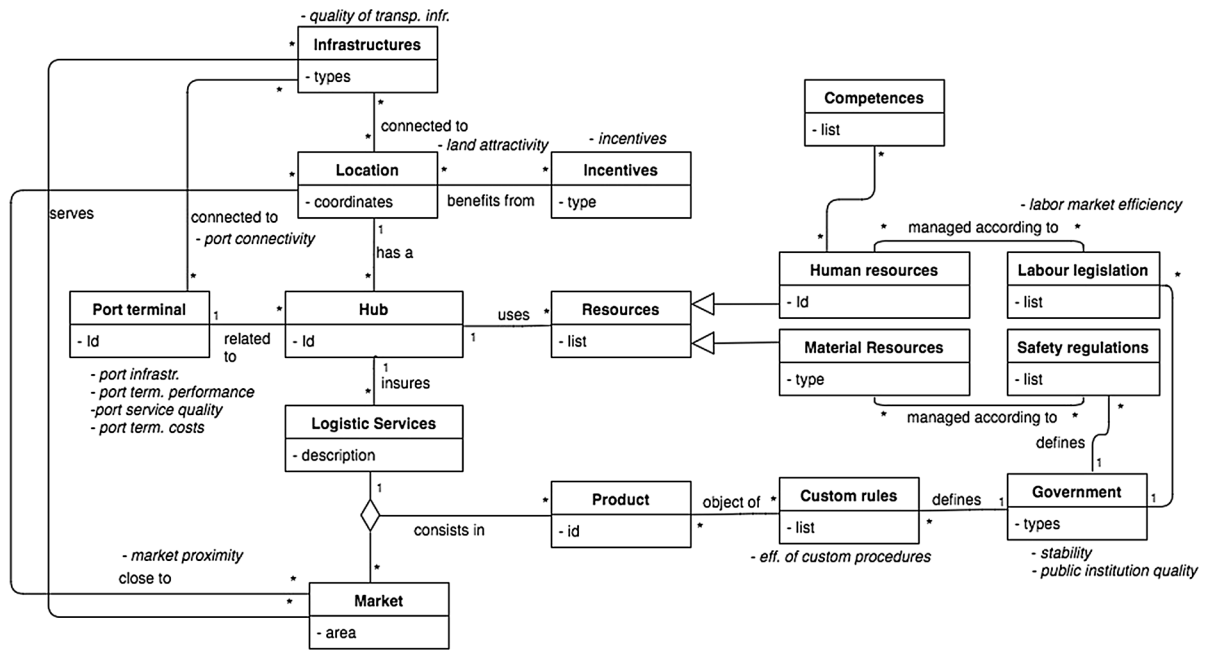 - quality of transp. infr.
* Infrastructures
- types
*
*
connected to
*
- land attractivity
- incentives
Competences
- list
*
* Location
* *
Incentives
- coordinates
benefits from
- type
serves
connected to
- port connectivity
1
has a
*
*
- labor market efficiency
* managed according to *
*
Human resources
- Id
Labour legislation
- list
*
*
Port terminal
- Id
1 *
related
to
Hub
- Id
uses *
1
Resources
- list
Material Resources
- type
Safety regulations
- list
* managed according to *
*
- port infrastr.
- port term. performance
-port service quality
- port term. costs
1
insures
*
Logistic Services
- description
defines
1
1
consists in
*
Product
- id
object of *
*
Custom rules
- list
defines 1
*
Government
- types
1
- eff. of custom procedures
- stability
- public institution quality
- market proximity
close to
*
*
*
Market
- area